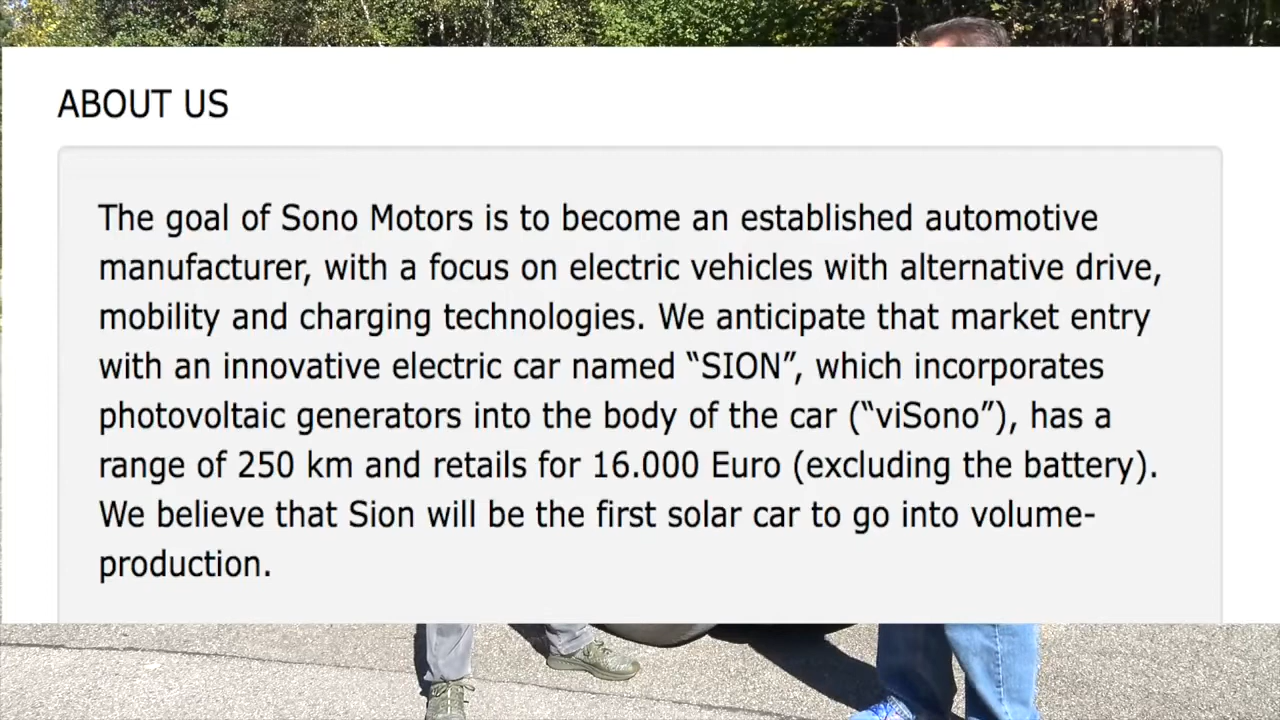 ABOUT US
The goal of Sono Motors is to become an established automotive
manufacturer, with a focus on electric vehicles with alternative drive,
mobility and charging technologies. We anticipate that market entry
with an innovative electric car named “SION”, which incorporates
photovoltaic generators into the body of the car (“viSono”), has a
range of 250 km and retails for 16.000 Euro (excluding the battery).
We believe that Sion will be the first solar car to go into volume-
production.